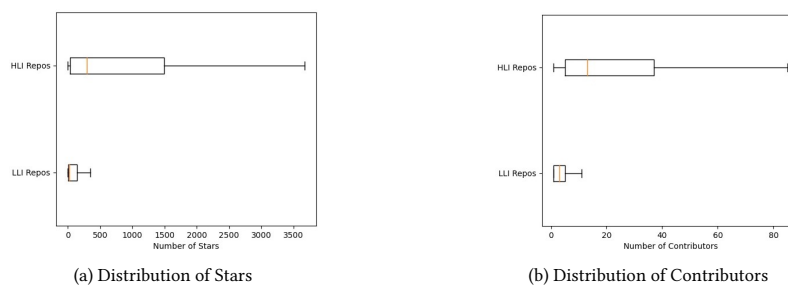 HLI Repos
LLI Repos
0 500 1000 1500 2000 2500 3000 3500
Number of Stars
(a) Distribution of Stars
HLI Repos
LLI Repos
0 20 40 60 80
Number of Contributors
(b) Distribution of Contributors